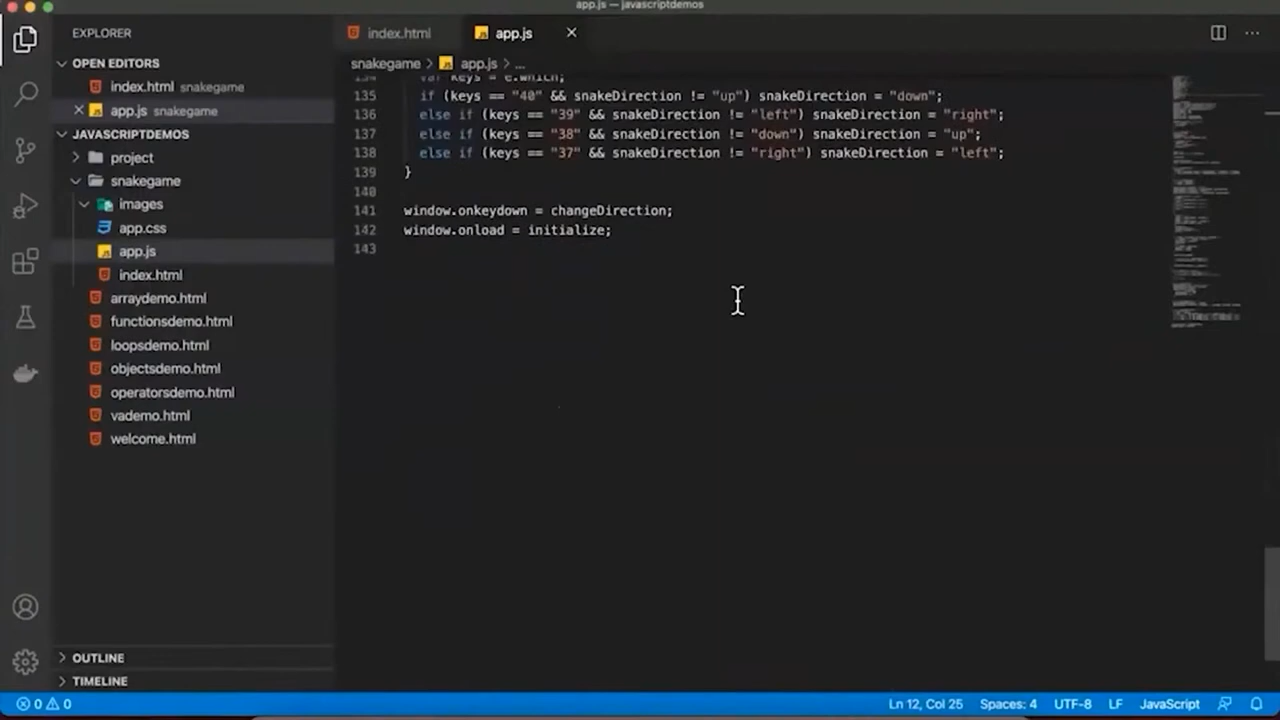 app.js — javascriptdemos
EXPLORER
index.html
app.js
OPEN EDITORS
snakegame > app.js > ...
index.html snakegame
134 var keys = e.which;
app.js snakegame
135 if (keys == "40" && snakeDirection != "up") snakeDirection = "down";
136 else if (keys == "39" && snakeDirection != "left") snakeDirection = "right";
JAVASCRIPTDEMOS
137 else if (keys == "38" && snakeDirection != "down") snakeDirection = "up";
project
138 else if (keys == "37" && snakeDirection != "right") snakeDirection = "left";
139 }
snakegame
140
images
141 window.onkeydown = changeDirection;
app.css
142 window.onload = initialize;
app.js
143
index.html
arraydemo.html
functionsdemo.html
loopsdemo.html
objectsdemo.html
operatorsdemo.html
vademo.html
welcome.html
OUTLINE
TIMELINE
0 0 Ln 12, Col 25 Spaces: 4 UTF-8 LF JavaScript